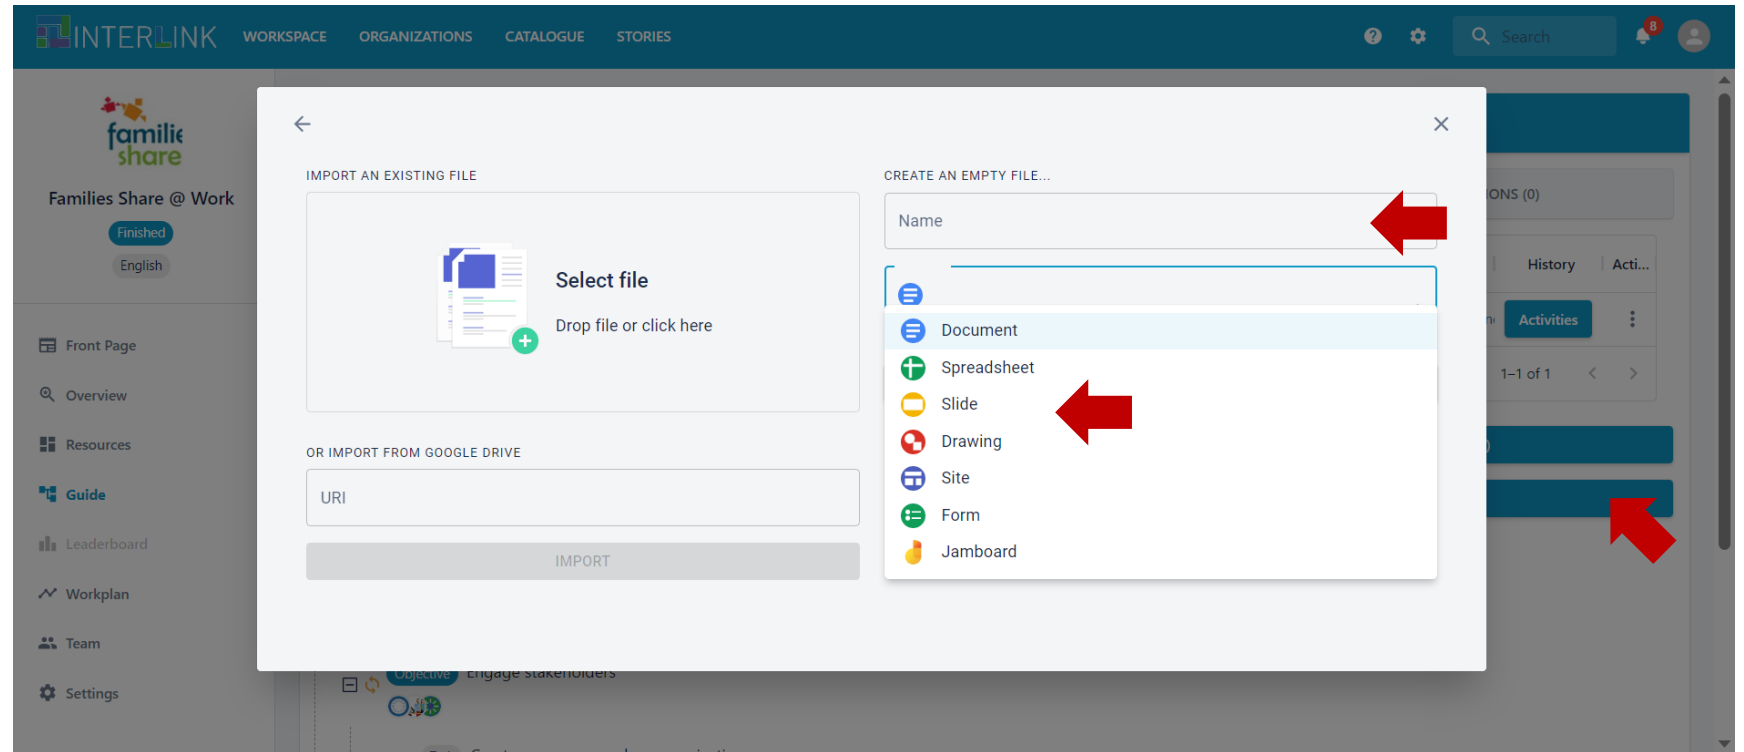 INTERLINK
WORKSPACE
ORGANIZATIONS
CATALOGUE
STORIES
Search
8
familie
share
Families Share @ Work
Finished
English
Front Page
Overview
Resources
Guide
Leaderboard
Workplan
Team
Settings
IMPORT AN EXISTING FILE
Select file
Drop file or click here
OR IMPORT FROM GOOGLE DRIVE
URI
IMPORT
CREATE AN EMPTY FILE...
Name
Document
Spreadsheet
Slide
Drawing
Site
Form
Jamboard
IONS (0)
History
Acti...
Activities
1–1 of 1
Objective
Engage stakeholders